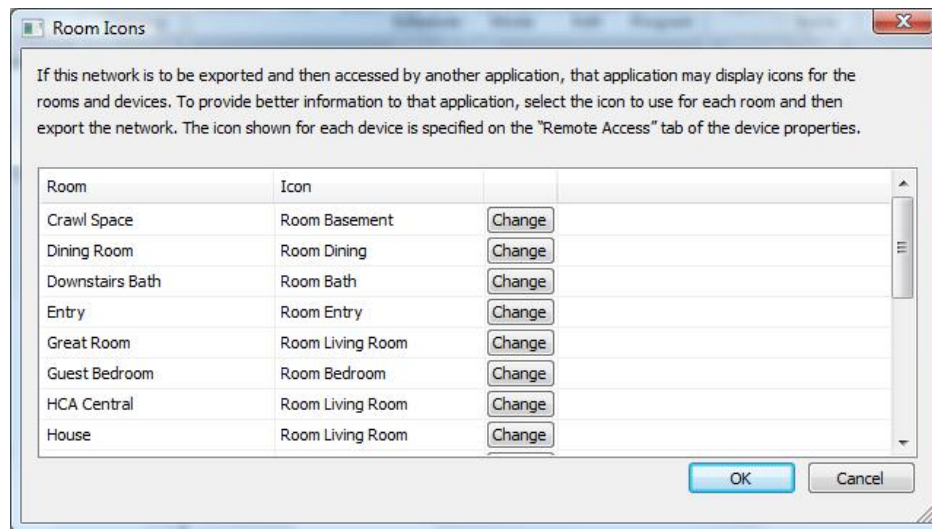 Room Icons
If this network is to be exported and then accessed by another application, that application may display icons for the
rooms and devices. To provide better information to that application, select the icon to use for each room and then
export the network. The icon shown for each device is specified on the "Remote Access" tab of the device properties.
Room Icon
Crawl Space Room Basement Change
Dining Room Room Dining Change
Downstairs Bath Room Bath Change
Entry Room Entry Change
Great Room Room Living Room Change
Guest Bedroom Room Bedroom Change
HCA Central Room Living Room Change
House Room Living Room Change
OK Cancel